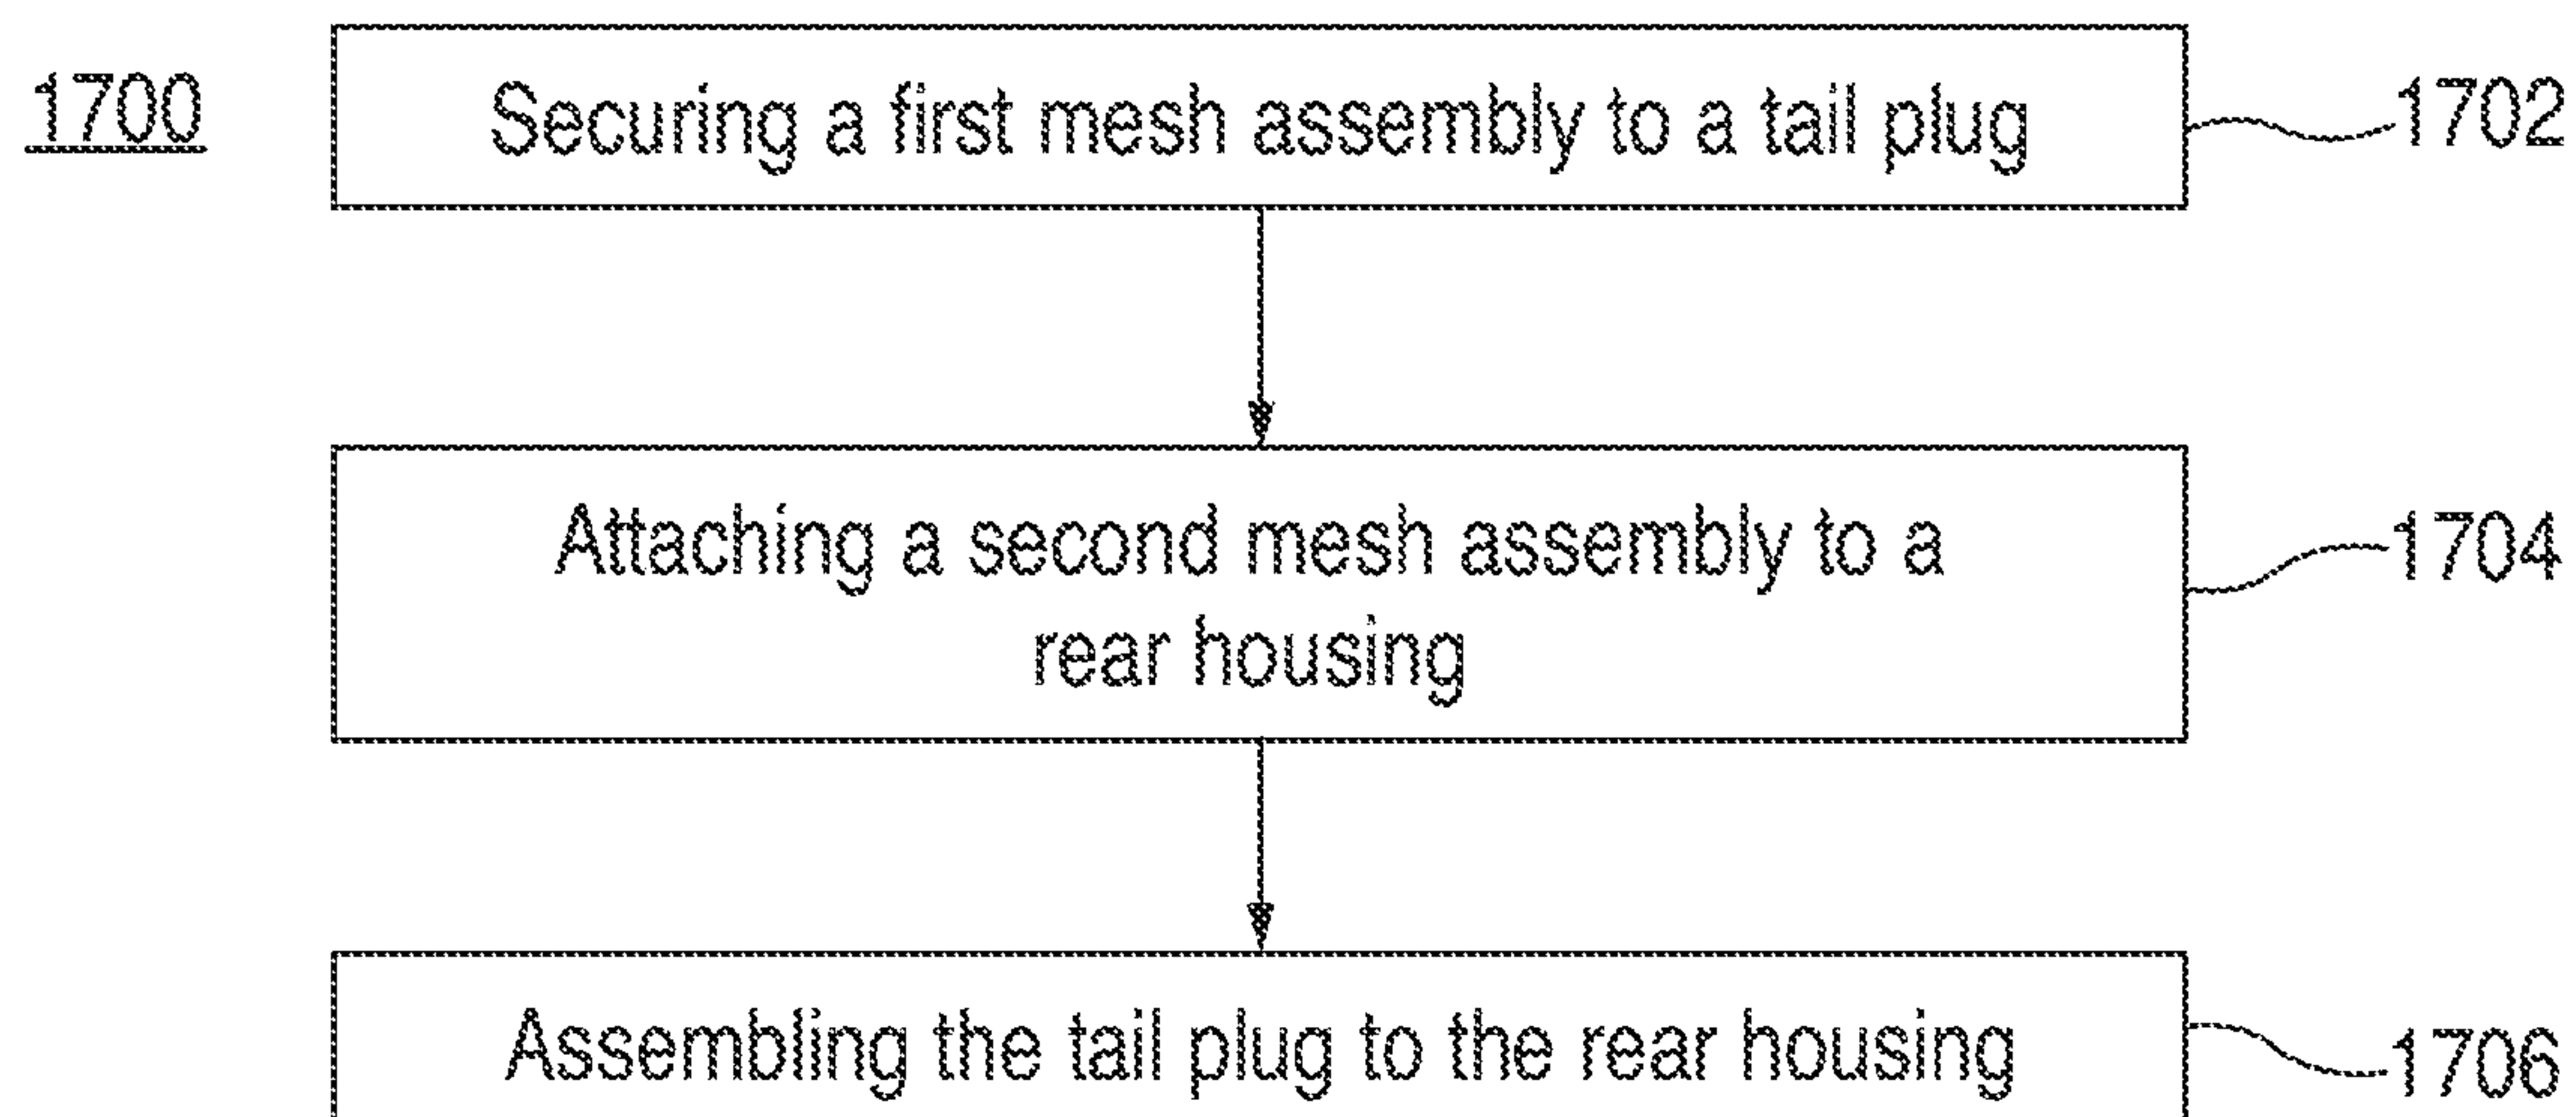 1700
Securing a first mesh assembly to a tail plug
1702
Attaching a second mesh assembly to a
rear housing
1704
Assembling the tail plug to the rear housing
1706